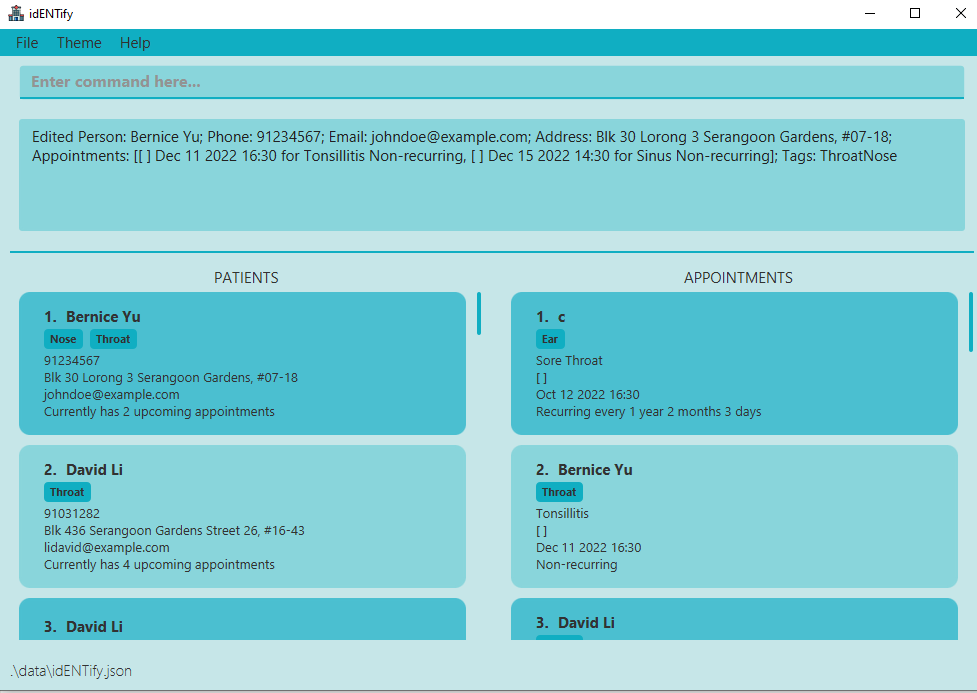 idENTify
File Theme Help
Enter command here...
Edited Person: Bernice Yu; Phone: 91234567; Email: johndoe@example.com; Address: Blk 30 Lorong 3 Serangoon Gardens, #07-18;
Appointments: [[ ] Dec 11 2022 16:30 for Tonsillitis Non-recurring, [ ] Dec 15 2022 14:30 for Sinus Non-recurring]; Tags: ThroatNose
PATIENTS
1. Bernice Yu
Nose Throat
91234567
Blk 30 Lorong 3 Serangoon Gardens, #07-18
johndoe@example.com
Currently has 2 upcoming appointments
2. David Li
Throat
91031282
Blk 436 Serangoon Gardens Street 26, #16-43
lidavid@example.com
Currently has 4 upcoming appointments
3. David Li
APPOINTMENTS
1. c
Ear
Sore Throat
[ ]
Oct 12 2022 16:30
Recurring every 1 year 2 months 3 days
2. Bernice Yu
Throat
Tonsillitis
[ ]
Dec 11 2022 16:30
Non-recurring
3. David Li
.\data\idENTify.json